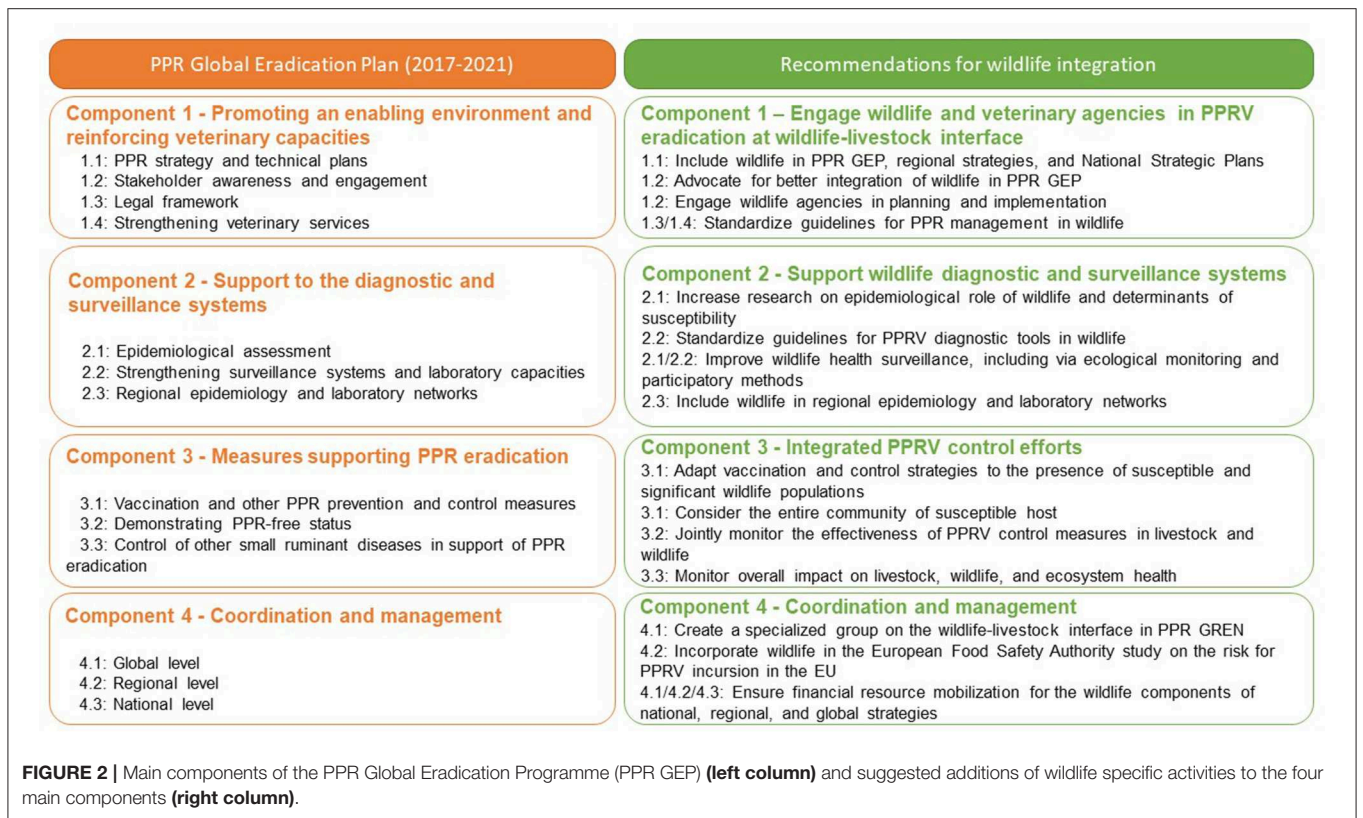 PPR Global Eradication Plan (2017-2021)
Component 1 - Promoting an enabling environment and
reinforcing veterinary capacities
1.1: PPR strategy and technical plans
1.2: Stakeholder awareness and engagement
1.3: Legal framework
1.4: Strengthening veterinary services
Component 2 - Support to the diagnostic and
surveillance systems
2.1: Epidemiological assessment
2.2: Strengthening surveillance systems and laboratory capacities
2.3: Regional epidemiology and laboratory networks
Component 3 - Measures supporting PPR eradication
3.1: Vaccination and other PPR prevention and control measures
3.2: Demonstrating PPR-free status
3.3: Control of other small ruminant diseases in support of PPR
eradication
Component 4 - Coordination and management
4.1: Global level
4.2: Regional level
4.3: National level
Recommendations for wildlife integration
Component 1 – Engage wildlife and veterinary agencies in PPRV
eradication at wildlife-livestock interface
1.1: Include wildlife in PPR GEP, regional strategies, and National Strategic Plans
1.2: Advocate for better integration of wildlife in PPR GEP
1.2: Engage wildlife agencies in planning and implementation
1.3/1.4: Standardize guidelines for PPR management in wildlife
Component 2 - Support wildlife diagnostic and surveillance systems
2.1: Increase research on epidemiological role of wildlife and determinants of
susceptibility
2.2: Standardize guidelines for PPRV diagnostic tools in wildlife
2.1/2.2: Improve wildlife health surveillance, including via ecological monitoring and
participatory methods
2.3: Include wildlife in regional epidemiology and laboratory networks
Component 3 - Integrated PPRV control efforts
3.1: Adapt vaccination and control strategies to the presence of susceptible and
significant wildlife populations
3.1: Consider the entire community of susceptible host
3.2: Jointly monitor the effectiveness of PPRV control measures in livestock and
wildlife
3.3: Monitor overall impact on livestock, wildlife, and ecosystem health
Component 4 - Coordination and management
4.1: Create a specialized group on the wildlife-livestock interface in PPR GREN
4.2: Incorporate wildlife in the European Food Safety Authority study on the risk for
PPRV incursion in the EU
4.1/4.2/4.3: Ensure financial resource mobilization for the wildlife components of
national, regional, and global strategies
FIGURE 2 | Main components of the PPR Global Eradication Programme (PPR GEP) (left column) and suggested additions of wildlife specific activities to the four
main components (right column).